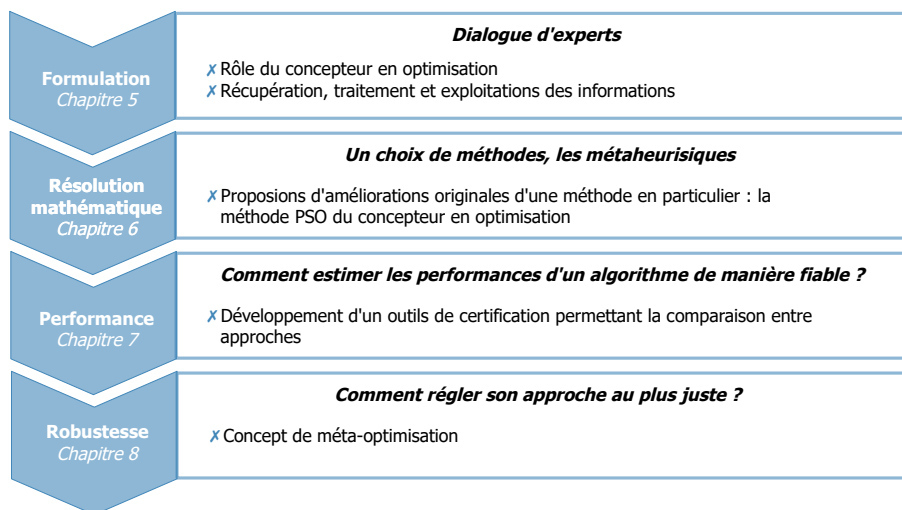 Dialogue d'experts
Formulation
Chapitre 5
✗ Rôle du concepteur en optimisation
✗ Récupération, traitement et exploitations des informations
Un choix de méthodes, les métaheurisiques
Résolution
mathématique
Chapitre 6
✗ Proposions d'améliorations originales d'une méthode en particulier : la
méthode PSO du concepteur en optimisation
Comment estimer les performances d'un algorithme de manière fiable ?
Performance
Chapitre 7
✗ Développement d'un outils de certification permettant la comparaison entre
approches
Comment régler son approche au plus juste ?
Robustesse
Chapitre 8
✗ Concept de méta-optimisation